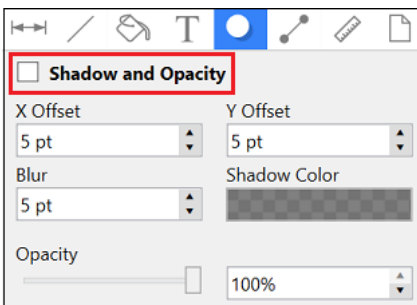 T
Shadow and Opacity
X Offset Y Offset
5 pt 5 pt
Blur Shadow Color
5 pt
Opacity
100%